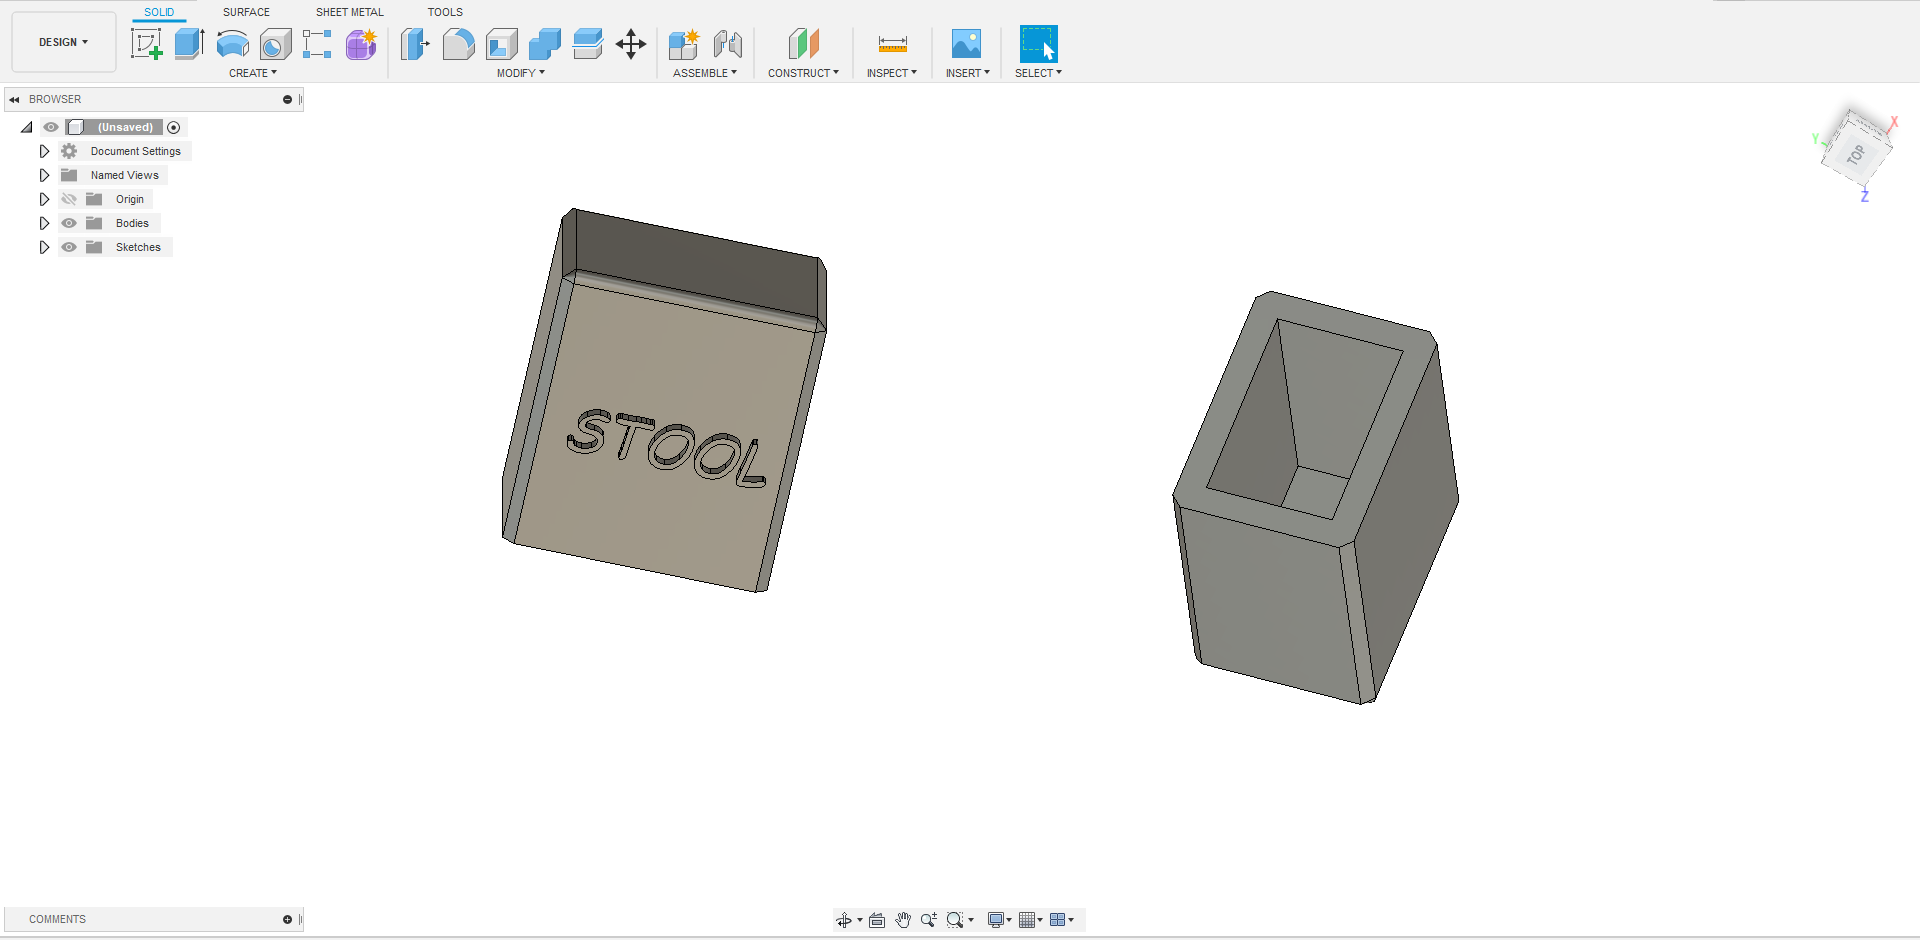 SOLID SURFACE SHEET METAL TOOLS
DESIGN
CREATE MODIFY ASSEMBLE CONSTRUCT INSPECT INSERT SELECT
BROWSER
(Unsaved)
Document Settings
Named Views
Origin
Bodies
Sketches
X
Y
TOP
Z
STOOL
COMMENTS